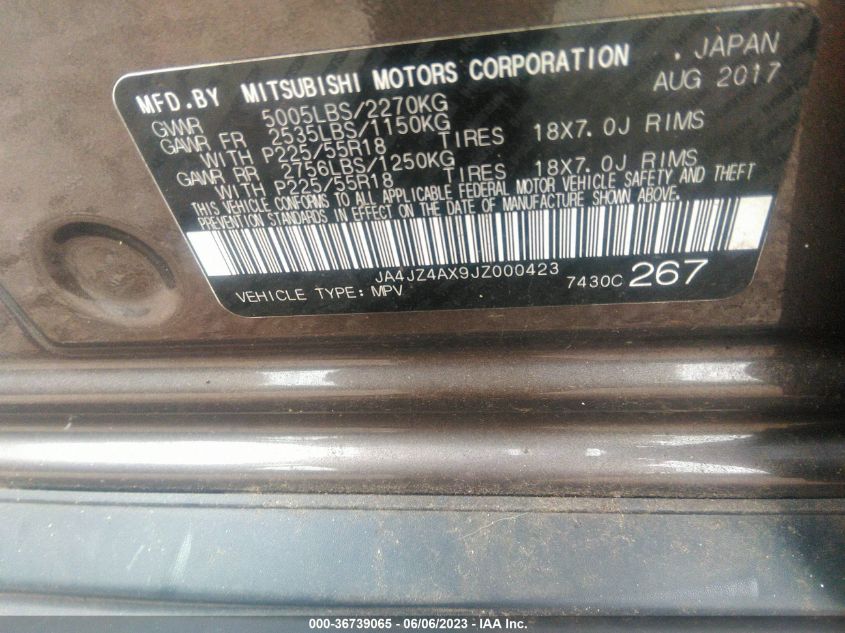 MFD.BY MITSUBISHI MOTORS CORPORATION . JAPAN
AUG 2017
GVWR 5005LBS/2270KG
GAWR FR 2535LBS/1150KG
WITH P225/55R18 TIRES 18X7.0J RIMS
GAWR RR 2756LBS/1250KG
WITH P225/55R18 TIRES 18X7.0J RIMS
THIS VEHICLE CONFORMS TO ALL APPLICABLE FEDERAL MOTOR VEHICLE SAFETY AND THEFT
PREVENTION STANDARDS IN EFFECT ON THE DATE OF MANUFACTURE SHOWN ABOVE.
JA4JZ4AX9JZ000423
VEHICLE TYPE: MPV 7430C 267
000-36739065 - 06/06/2023 - IAA Inc.